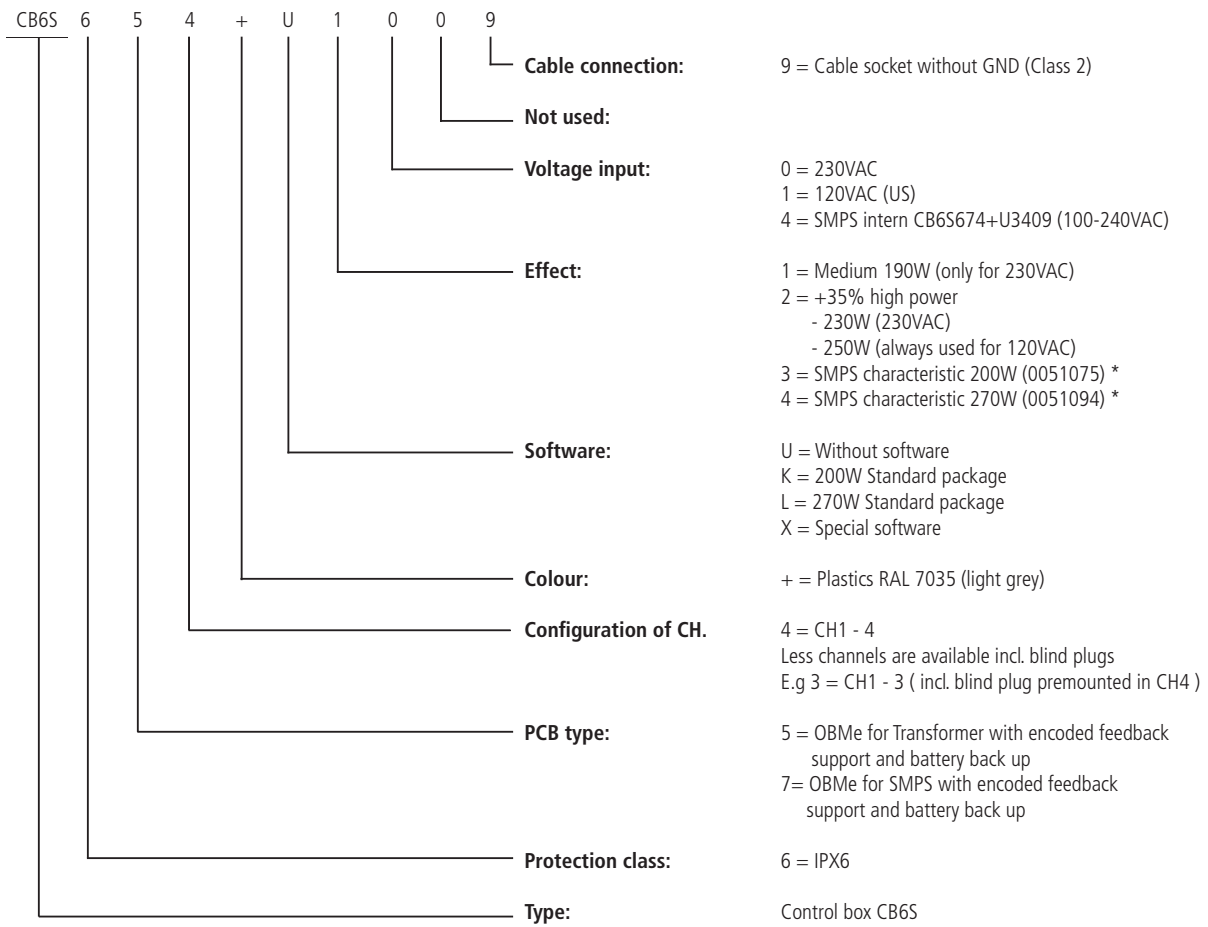 CB6S 6 5 4 + U 1 0 0 9
Cable connection: 9 = Cable socket without GND (Class 2)
Not used:
Voltage input: 0 = 230VAC
1 = 120VAC (US)
4 = SMPS intern CB6S674+U3409 (100-240VAC)
Effect: 1 = Medium 190W (only for 230VAC)
2 = +35% high power
- 230W (230VAC)
- 250W (always used for 120VAC)
3 = SMPS characteristic 200W (0051075) *
4 = SMPS characteristic 270W (0051094) *
Software: U = Without software
K = 200W Standard package
L = 270W Standard package
X = Special software
Colour: + = Plastics RAL 7035 (light grey)
Configuration of CH. 4 = CH1 - 4
Less channels are available incl. blind plugs
E.g 3 = CH1 - 3 ( incl. blind plug premounted in CH4 )
PCB type: 5 = OBMe for Transformer with encoded feedback
support and battery back up
7= OBMe for SMPS with encoded feedback
support and battery back up
Protection class: 6 = IPX6
Type: Control box CB6S